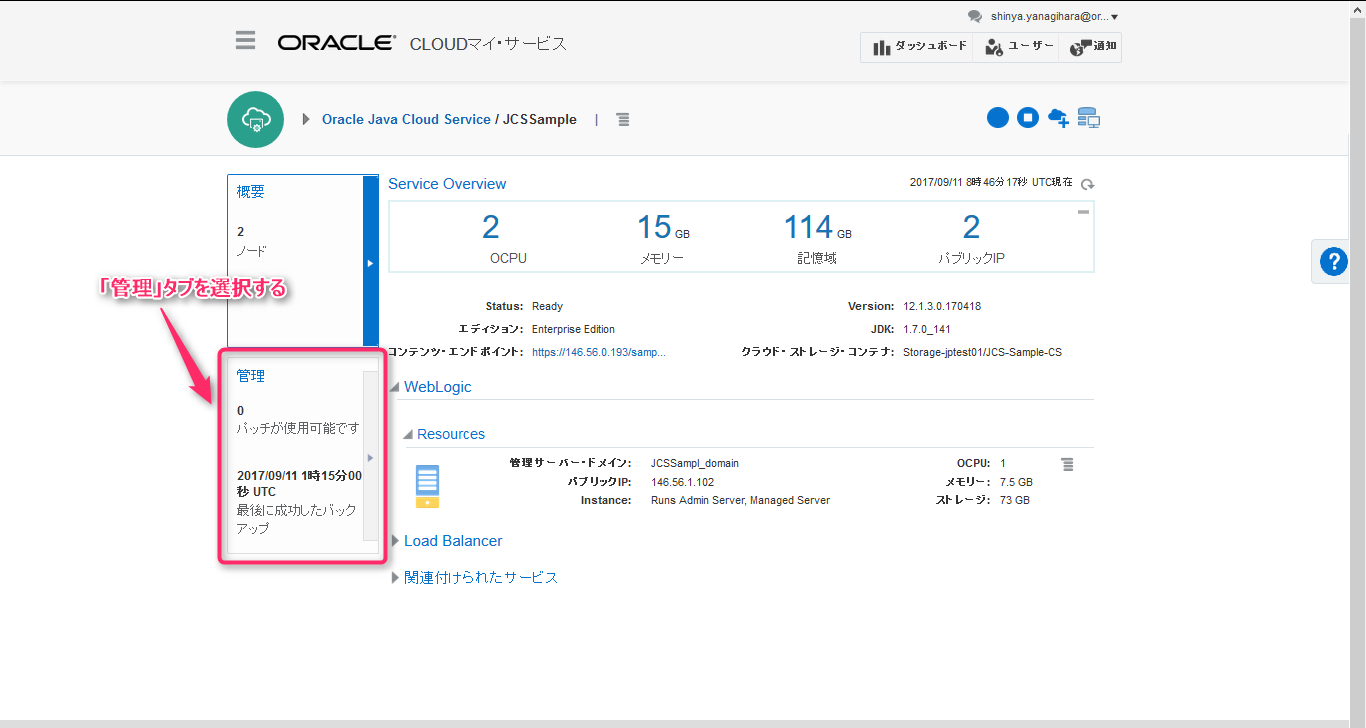 shinya.yanagihara@or...
ORACLE CLOUDマイ・サービス
ダッシュボード
ユーザー
通知
Oracle Java Cloud Service / JCSSample |
概要
2
ノード
「管理」タブを選択する
管理
0
パッチが使用可能です
2017/09/11 1時15分00
秒 UTC
最後に成功したバック
アップ
Service Overview
2017/09/11 8時46分17秒 UTC現在
2 OCPU
15 GB メモリー
114 GB 記憶域
2 パブリックIP
Status: Ready
Version: 12.1.3.0.170418
エディション: Enterprise Edition
JDK: 1.7.0_141
コンテンツ・エンドポイント: https://146.56.0.193/samp...
クラウド・ストレージ・コンテナ: Storage-jptest01/JCS-Sample-CS
WebLogic
Resources
管理サーバー・ドメイン: JCSSampl_domain
OCPU: 1
パブリックIP: 146.56.1.102
メモリー: 7.5 GB
Instance: Runs Admin Server, Managed Server
ストレージ: 73 GB
Load Balancer
関連付けられたサービス
?